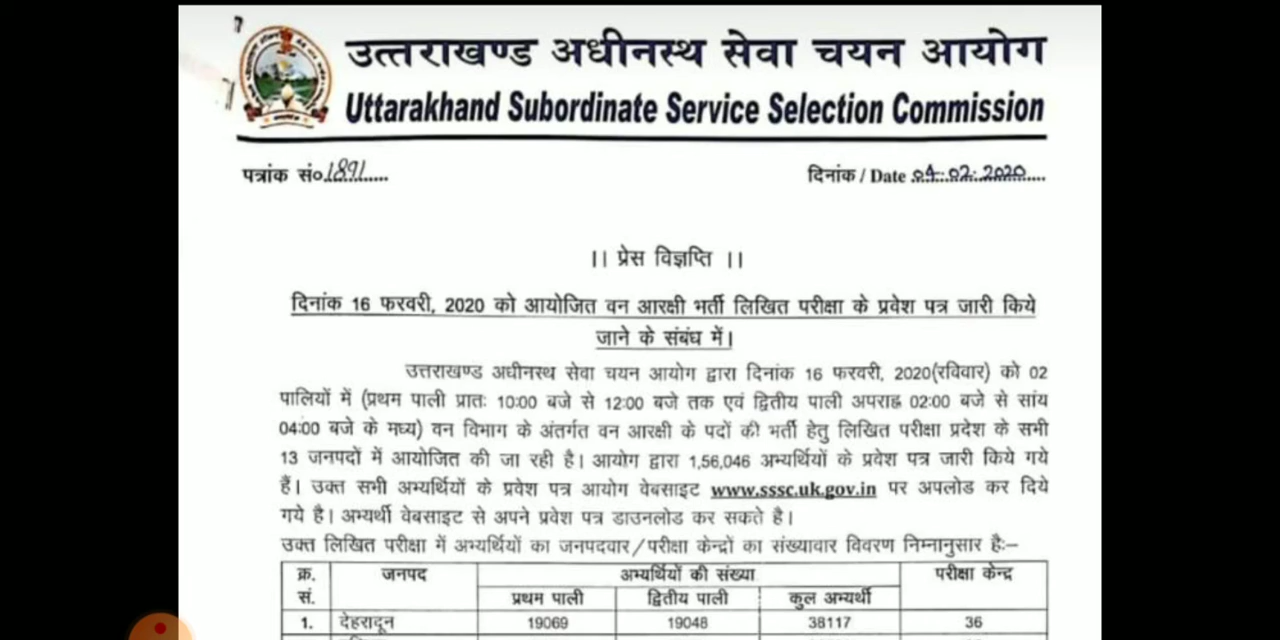 उत्तराखण्ड अधीनस्थ सेवा चयन आयोग
Uttarakhand Subordinate Service Selection Commission
पत्रांक सं० 1891 दिनांक / Date 04.02.2020
।। प्रेस विज्ञप्ति ।।
दिनांक 16 फरवरी, 2020 को आयोजित वन आरक्षी भर्ती लिखित परीक्षा के प्रवेश पत्र जारी किये
जाने के संबंध में।
उत्तराखण्ड अधीनस्थ सेवा चयन आयोग द्वारा दिनांक 16 फरवरी, 2020(रविवार) को 02
पालियों में (प्रथम पाली प्रातः 10:00 बजे से 12:00 बजे तक एवं द्वितीय पाली अपराह्न 02:00 बजे से सांय
04:00 बजे के मध्य) वन विभाग के अंतर्गत वन आरक्षी के पदों की भर्ती हेतु लिखित परीक्षा प्रदेश के सभी
13 जनपदों में आयोजित की जा रही है। आयोग द्वारा 1,56,046 अभ्यर्थियों के प्रवेश पत्र जारी किये गये
हैं। उक्त सभी अभ्यर्थियों के प्रवेश पत्र आयोग वेबसाइट www.sssc.uk.gov.in पर अपलोड कर दिये
गये है। अभ्यर्थी वेबसाइट से अपने प्रवेश पत्र डाउनलोड कर सकते है।
उक्त लिखित परीक्षा में अभ्यर्थियों का जनपदवार/परीक्षा केन्द्रों का संख्यावार विवरण निम्नानुसार है:–
क्र. जनपद अभ्यर्थियों की संख्या परीक्षा केन्द्र
सं. प्रथम पाली द्वितीय पाली कुल अभ्यर्थी
1. देहरादून 19069 19048 38117 36